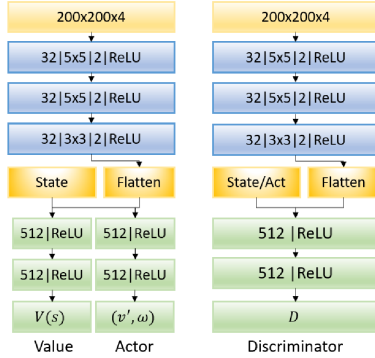 200x200x4
32|5x5|2|ReLU
32|5x5|2|ReLU
32|3x3|2|ReLU
State
Flatten
512|ReLU
512|ReLU
512|ReLU
512|ReLU
V(s)
(v′, ω)
Value
Actor
200x200x4
32|5x5|2|ReLU
32|5x5|2|ReLU
32|3x3|2|ReLU
State/Act
Flatten
512 |ReLU
512 |ReLU
D
Discriminator